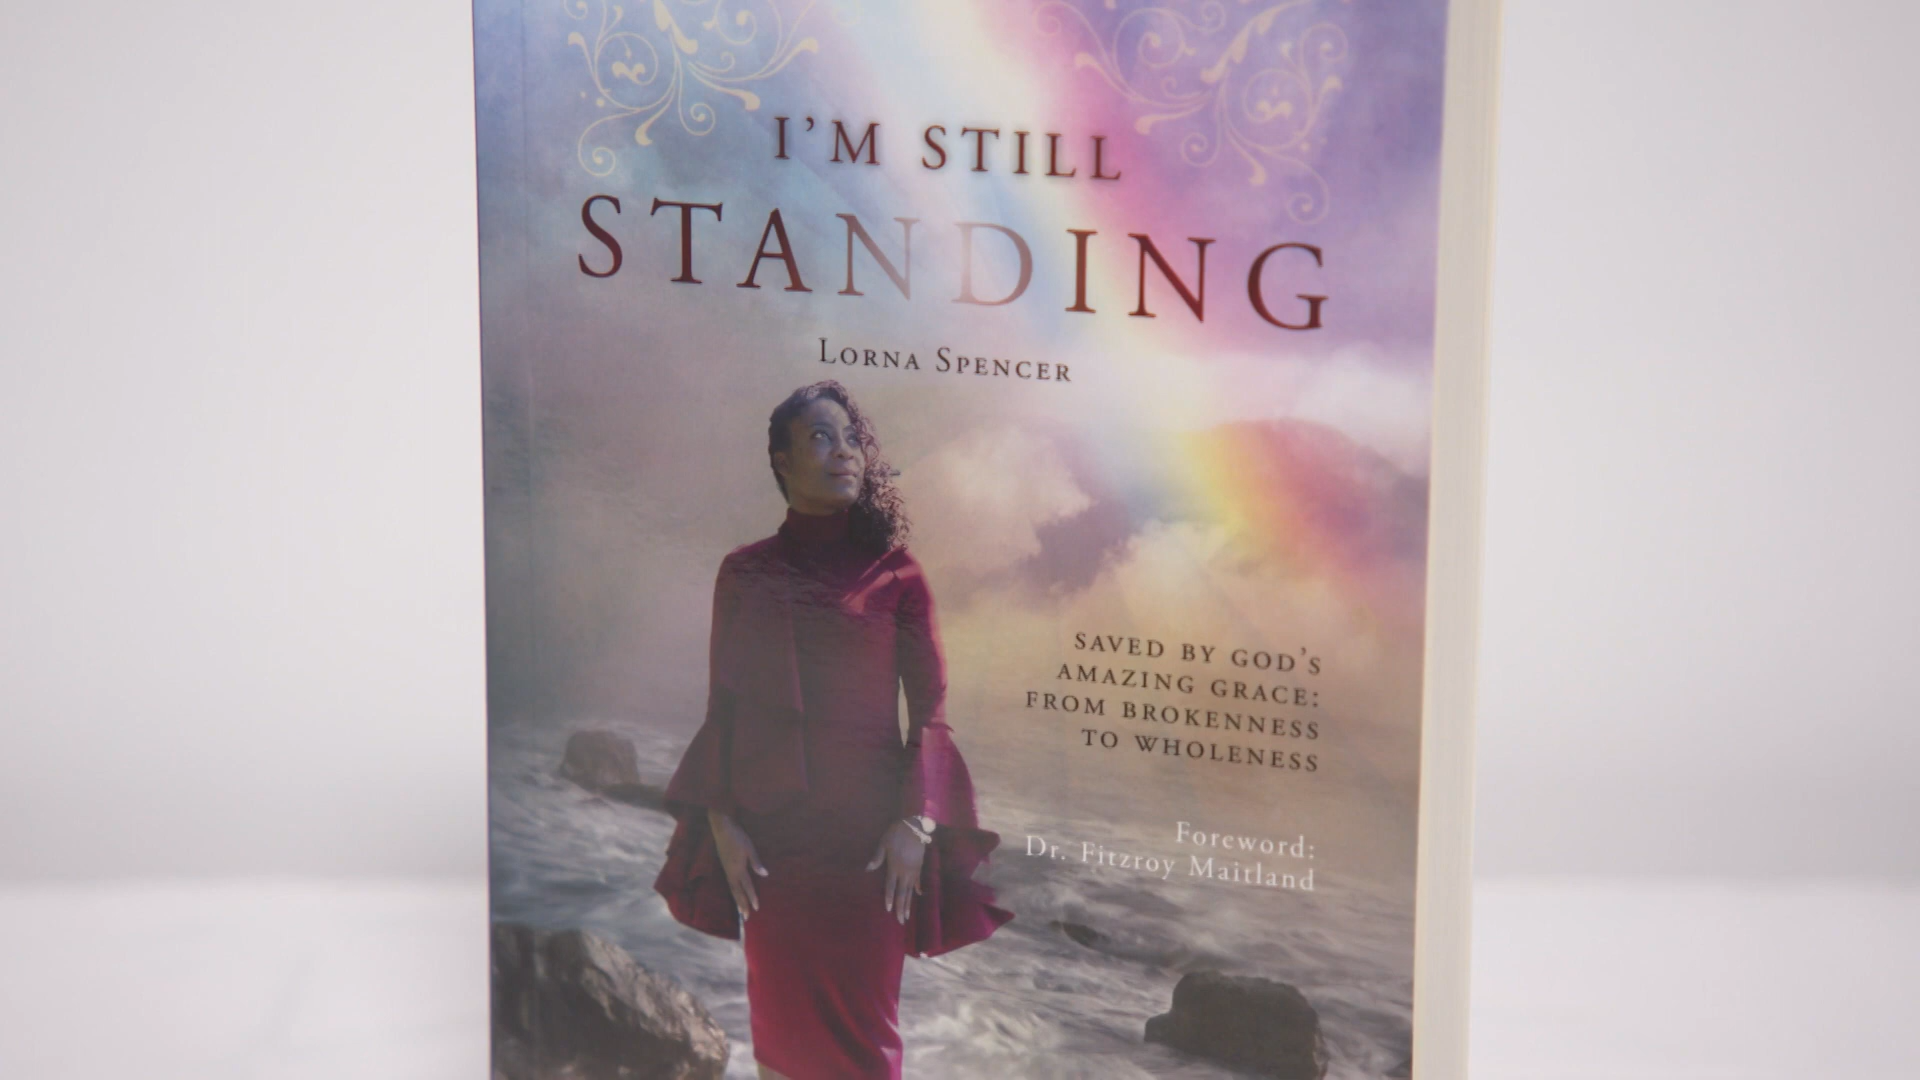 I'M STILL
STANDING
LORNA SPENCER
SAVED BY GOD'S
AMAZING GRACE:
FROM BROKENNESS
TO WHOLENESS
Foreword:
Dr. Fitzroy Maitland